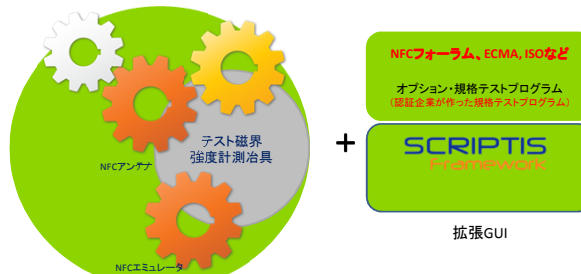 テスト磁界
強度計測冶具
NFCアンテナ
NFCエミュレータ
+
NFCフォーラム、ECMA, ISOなど
オプション・規格テストプログラム
(認証企業が作った規格テストプログラム)
SCRIPTIS
Framework
拡張GUI